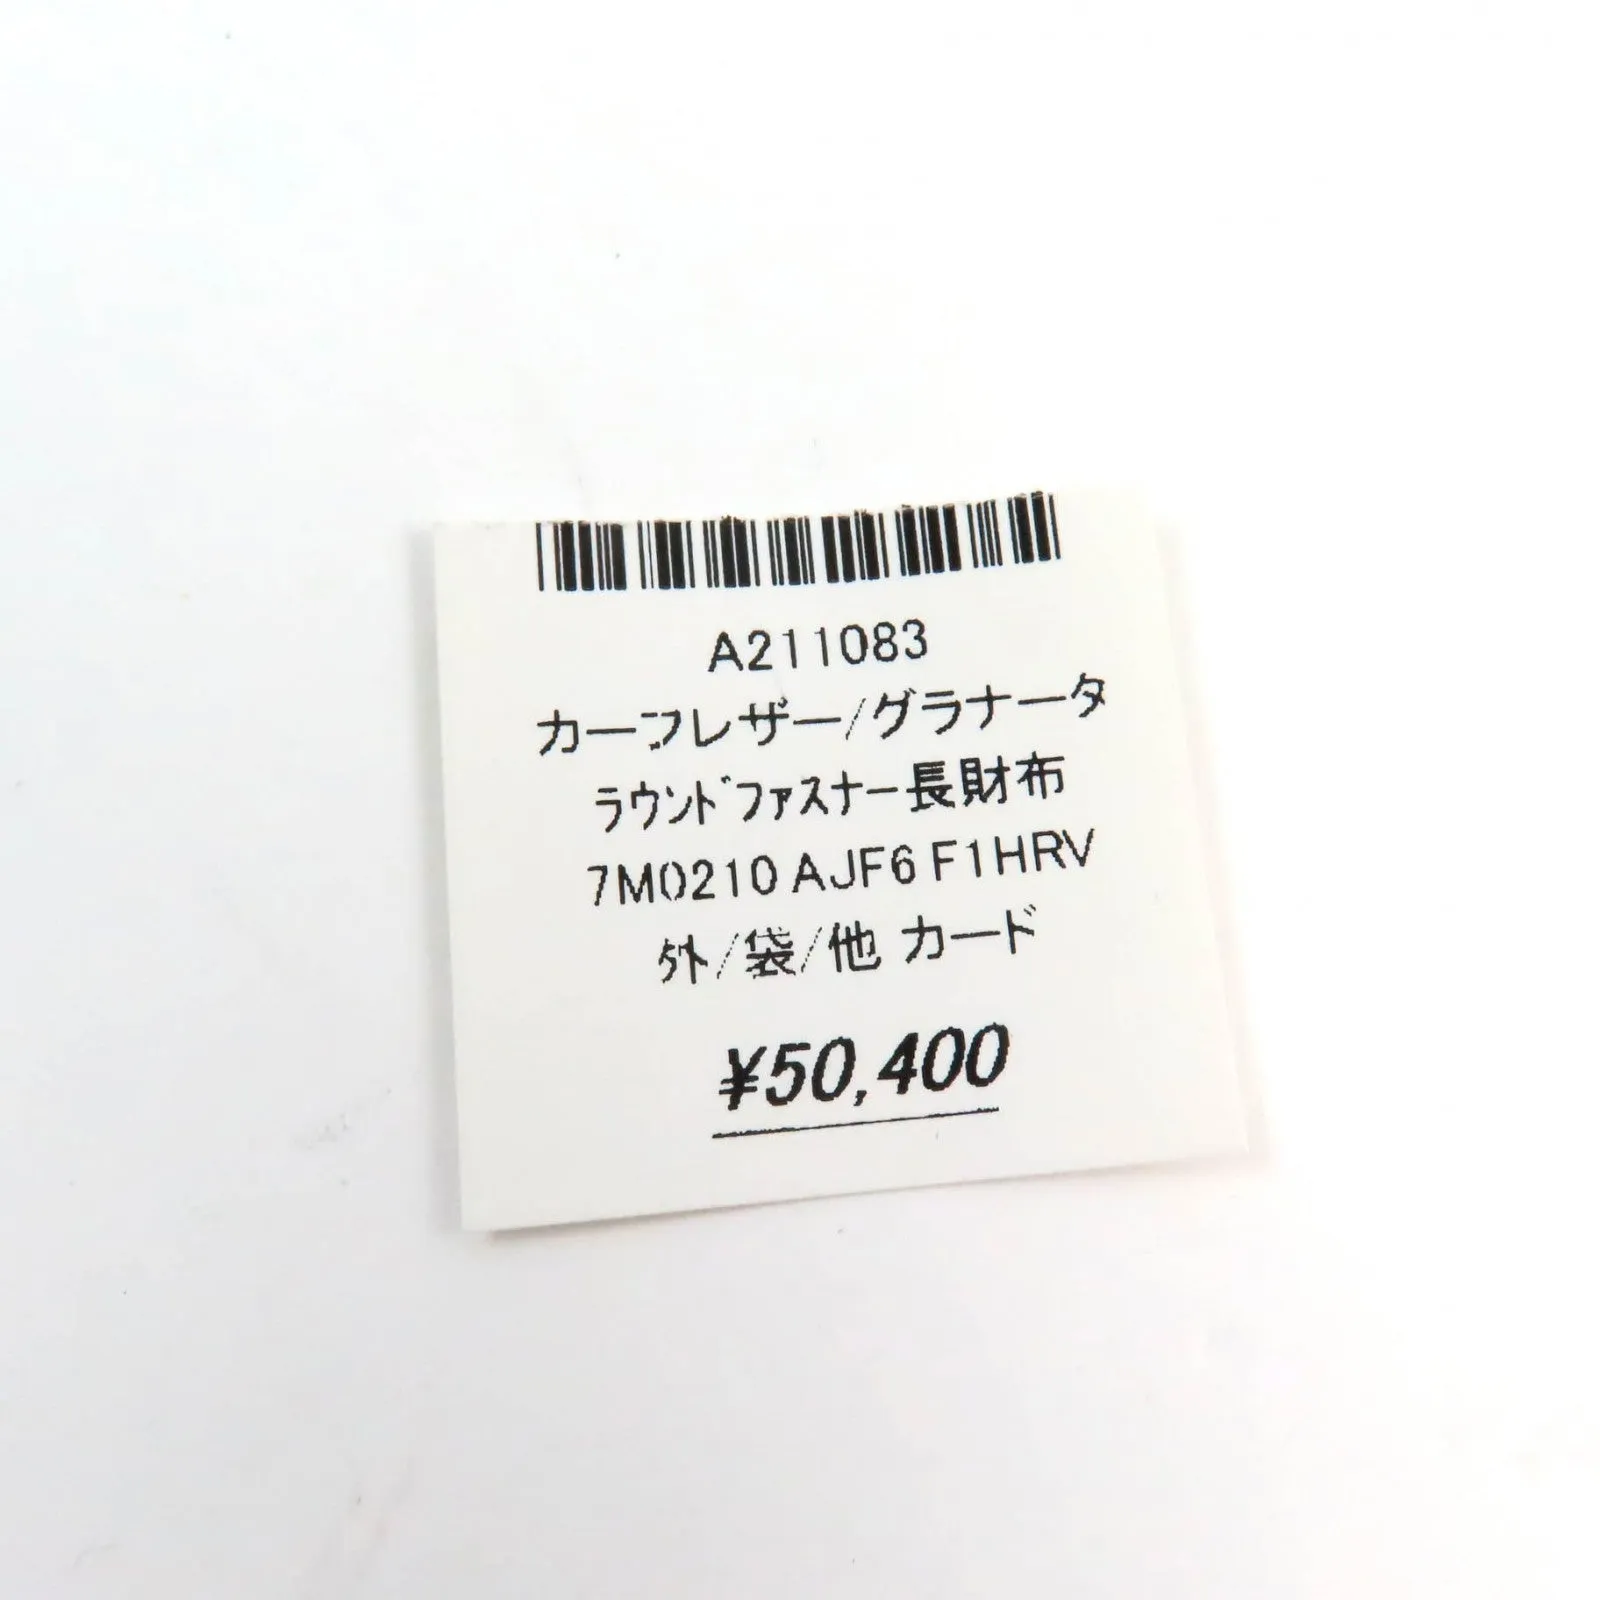 A211083
カーフレザー/グラナータ
ラウンドファスナー長財布
7M0210 AJF6 F1HRV
外/袋/他 カード
¥50,400